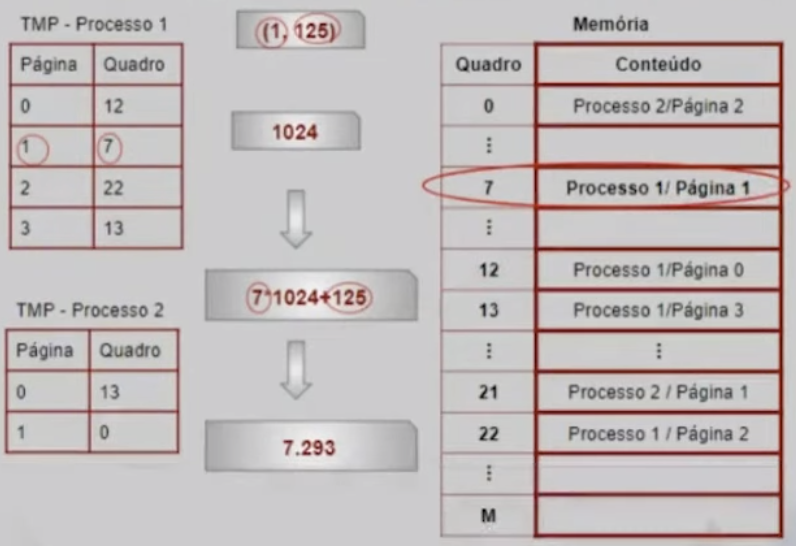 TMP - Processo 1
Página Quadro
0 12
1 7
2 22
3 13
TMP - Processo 2
Página Quadro
0 13
1 0
(1, 125)
1024
7*1024+125
7.293
Memória
Quadro Conteúdo
0 Processo 2/Página 2
⋮
7 Processo 1/ Página 1
⋮
12 Processo 1/Página 0
13 Processo 1/Página 3
⋮ ⋮
21 Processo 2 / Página 1
22 Processo 1 / Página 2
⋮
M